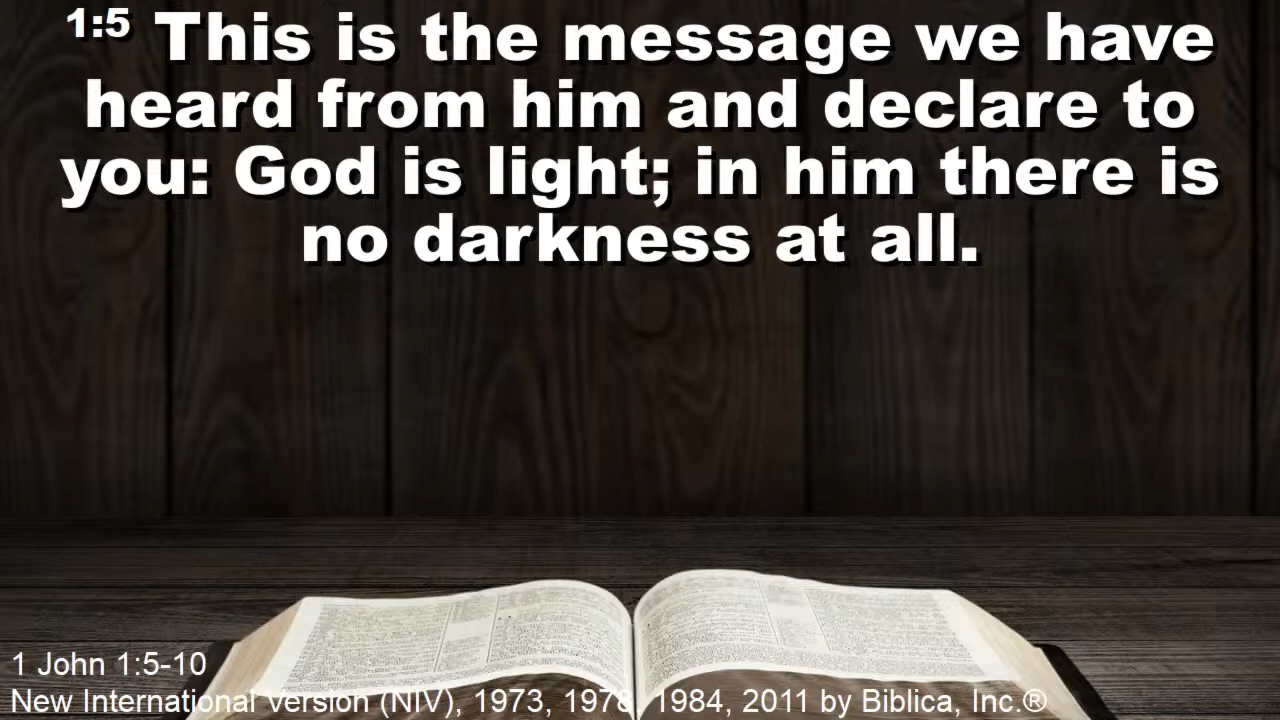 1:5 This is the message we have
heard from him and declare to
you: God is light; in him there is
no darkness at all.
1 John 1:5-10
New International Version (NIV), 1973, 1978, 1984, 2011 by Biblica, Inc.®